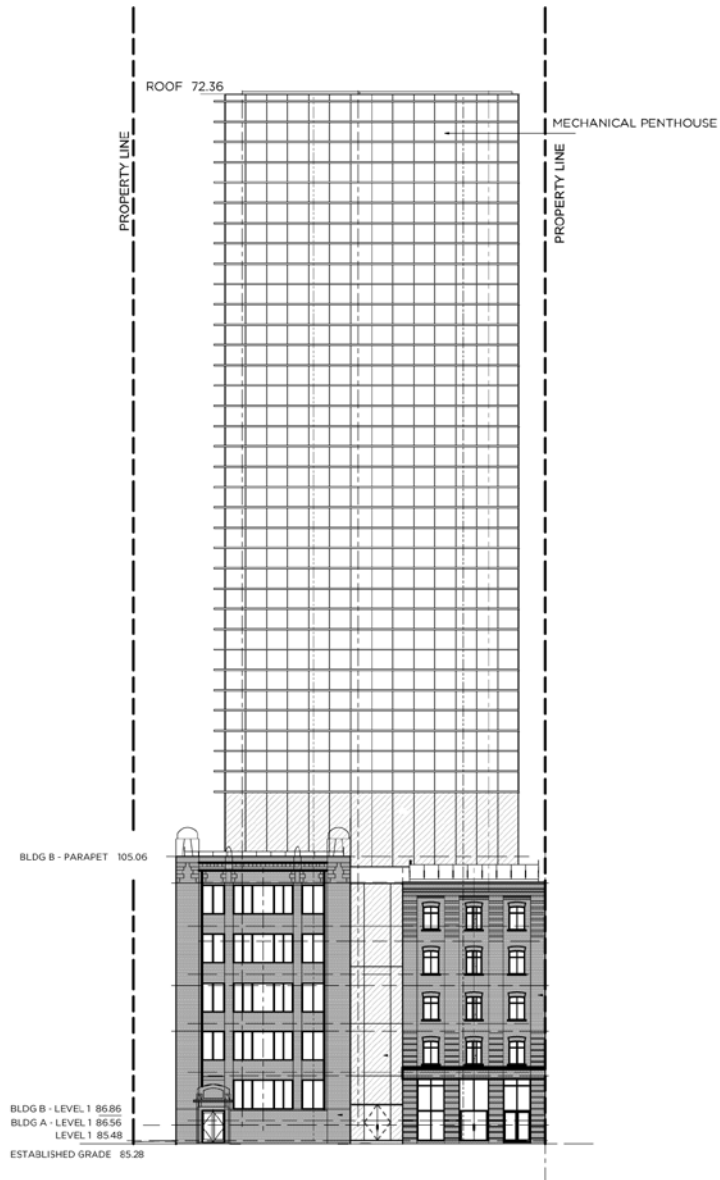 ROOF 72.36
MECHANICAL PENTHOUSE
PROPERTY LINE
PROPERTY LINE
BLDG B - PARAPET 105.06
BLDG B - LEVEL 1 86.86
BLDG A - LEVEL 1 86.56
LEVEL 1 85.48
ESTABLISHED GRADE 85.28